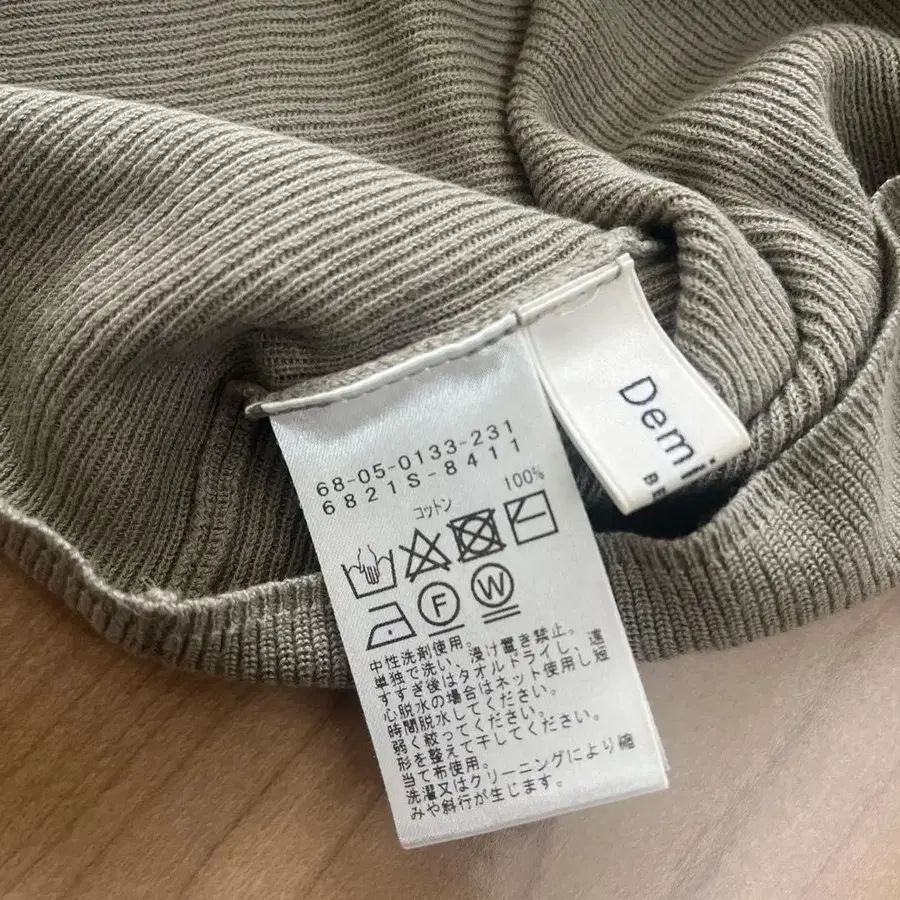 68-05-0133-231
6821S-8411
コットン 100%
F W
中性洗剤使用。
単独で洗い、浸け置き禁止。
すすぎ後はタオルドライし、遠
心脱水の場合はネット使用し短
時間脱水してください。
弱く絞ってください。
形を整えて干してください。
当て布使用。
洗濯又はクリーニングにより縮
みや斜行が生じます。
Demi
BE